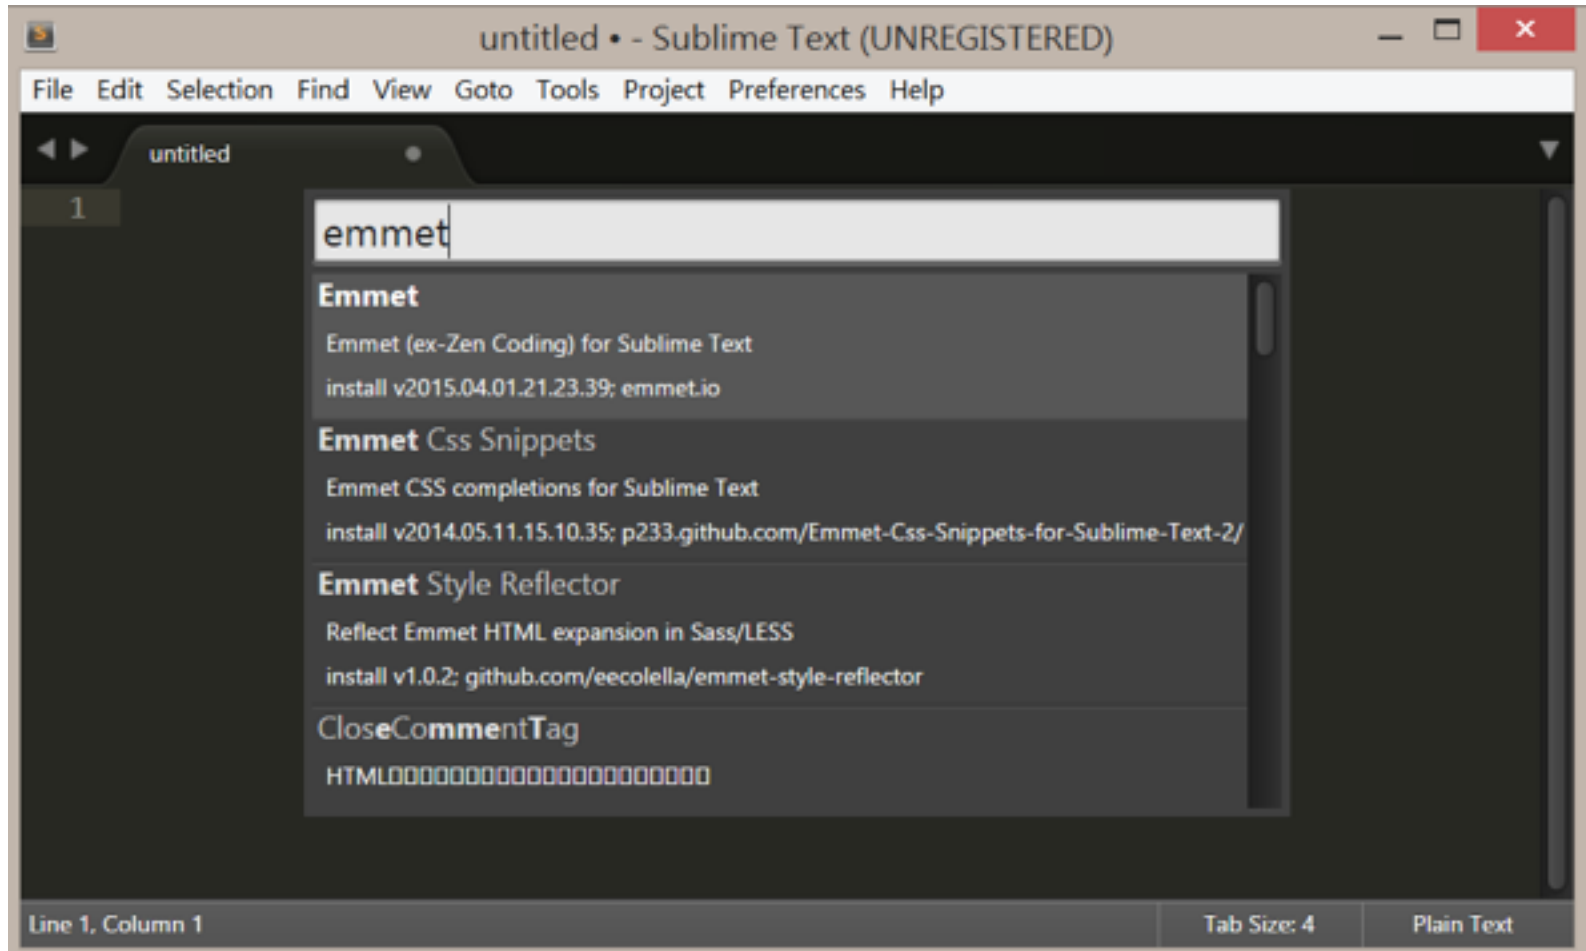 untitled • - Sublime Text (UNREGISTERED)
File Edit Selection Find View Goto Tools Project Preferences Help
untitled
1
emmet
Emmet
Emmet (ex-Zen Coding) for Sublime Text
install v2015.04.01.21.23.39; emmet.io
Emmet Css Snippets
Emmet CSS completions for Sublime Text
install v2014.05.11.15.10.35; p233.github.com/Emmet-Css-Snippets-for-Sublime-Text-2/
Emmet Style Reflector
Reflect Emmet HTML expansion in Sass/LESS
install v1.0.2; github.com/eecolella/emmet-style-reflector
CloseCommentTag
HTML
Line 1, Column 1
Tab Size: 4
Plain Text